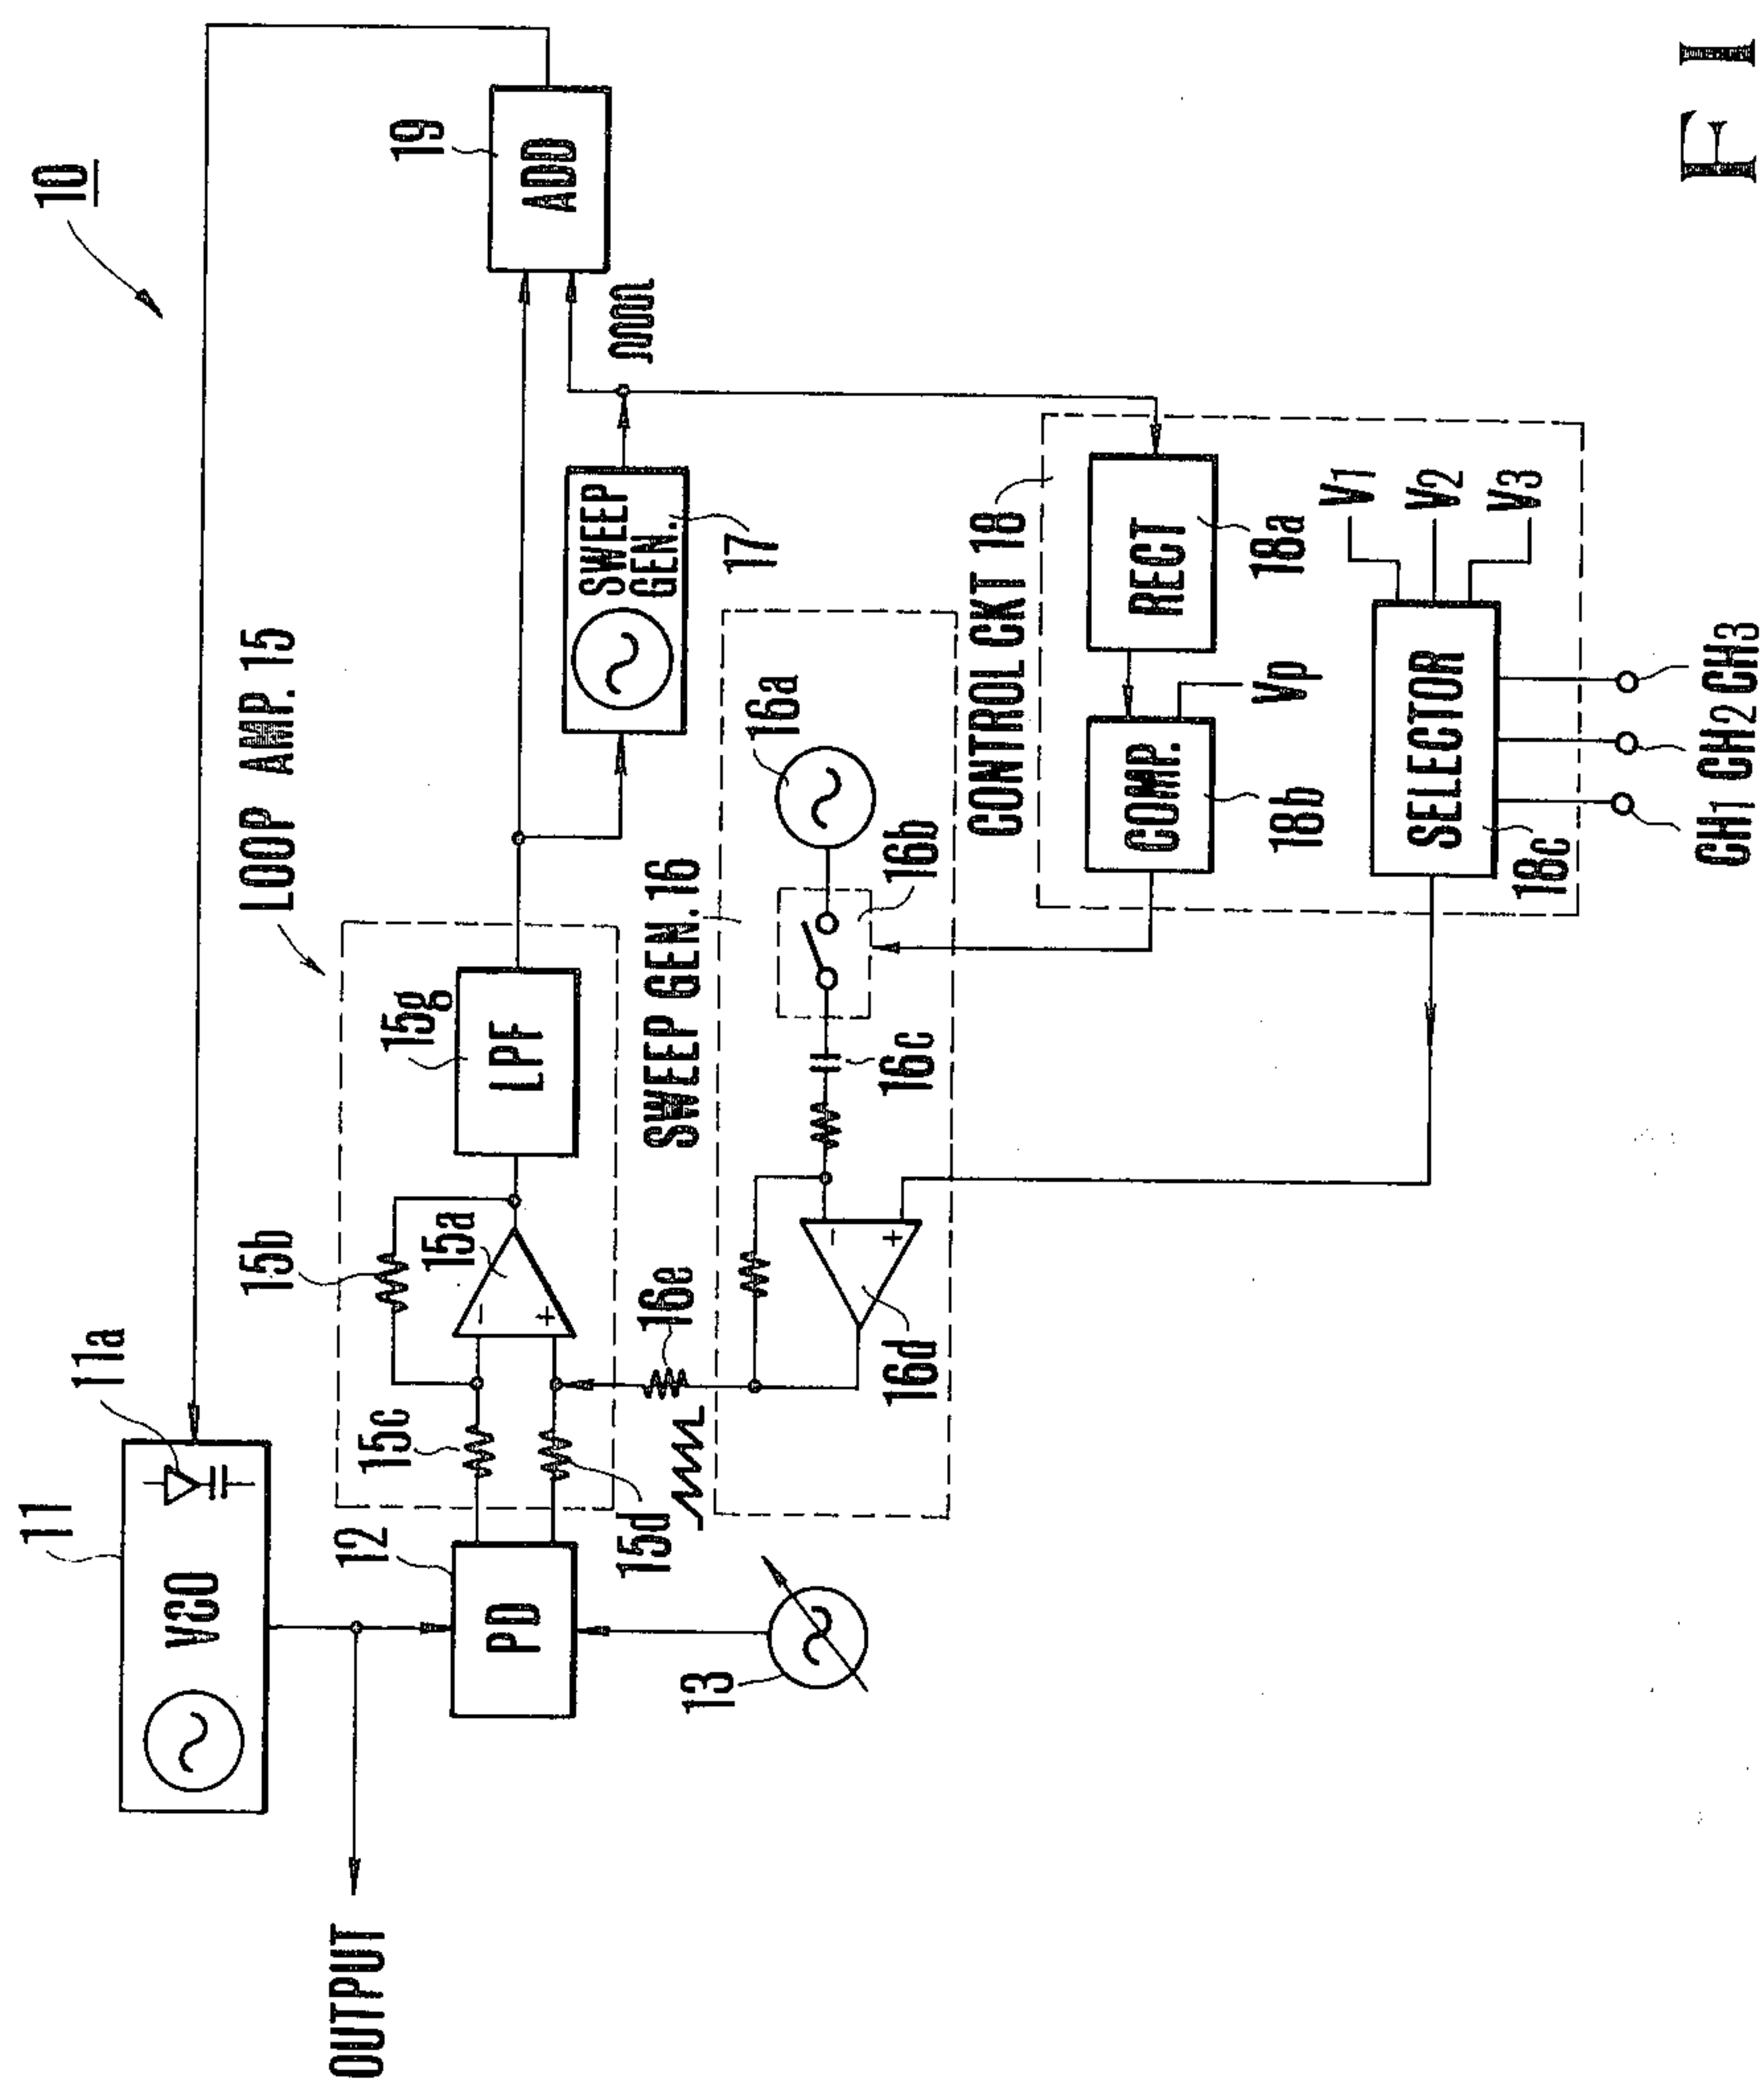 10
11
11a
VCO
OUTPUT
12
PD
13
LOOP AMP. 15
15b
15a
15c
15d
15g
LPF
19
ADD
SWEEP
GEN.
17
SWEEP GEN. 16
16a
16b
16c
16d
16e
CONTROL CKT 18
RECT
18a
COMP.
18b
Vp
SELECTOR
18c
V1
V2
V3
CH1 CH2 CH3
F I